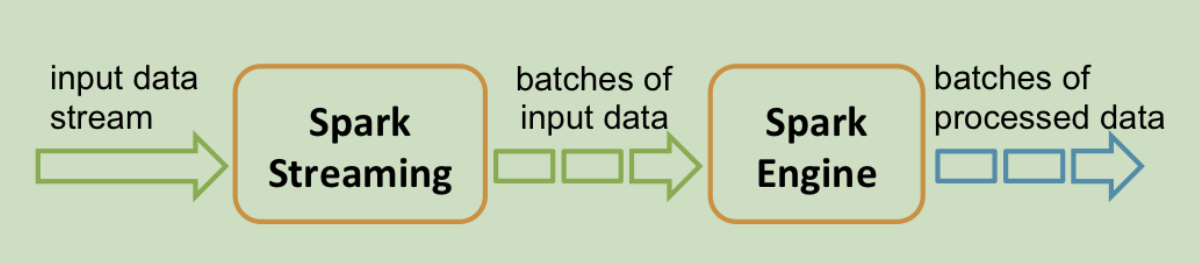 input data
stream
Spark
Streaming
batches of
input data
Spark
Engine
batches of
processed data